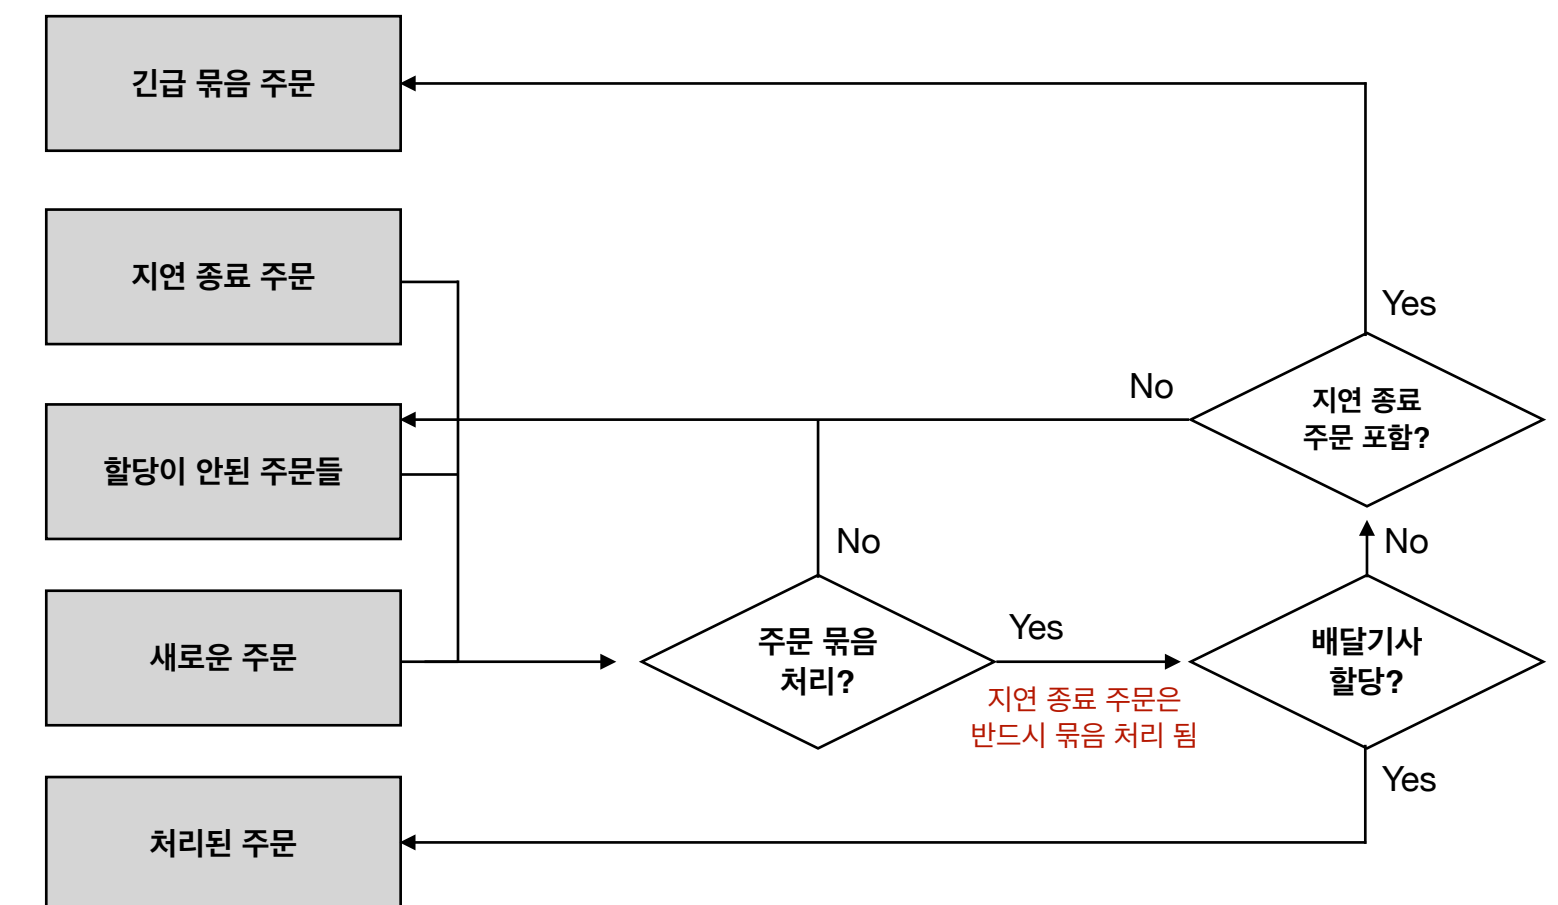 긴급 묶음 주문
지연 종료 주문
Yes
No
지연 종료
주문 포함?
할당이 안된 주문들
No
No
새로운 주문
주문 묶음
처리?
Yes
배달기사
할당?
지연 종료 주문은
반드시 묶음 처리 됨
Yes
처리된 주문